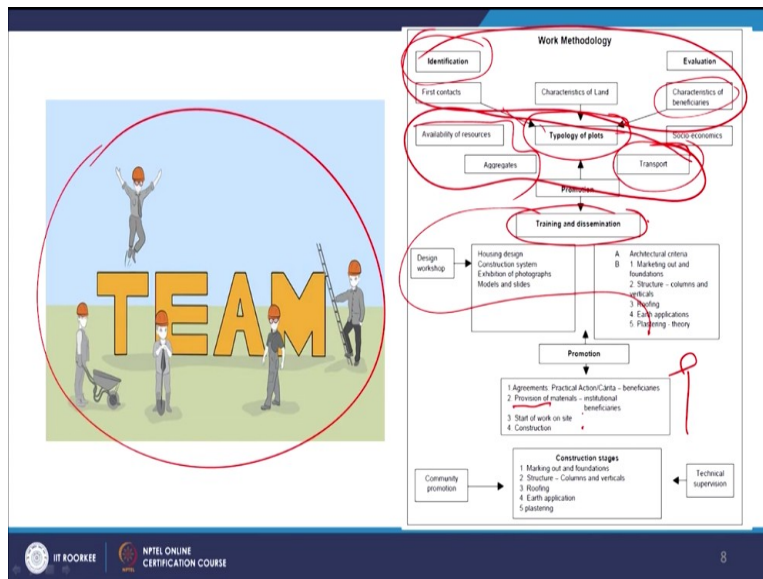 TEAM
Work Methodology
Identification
Evaluation
First contacts
Characteristics of Land
Characteristics of
beneficiaries
Availability of resources
Typology of plots
Socio-economics
Aggregates
Transport
Promotion
Training and dissemination
Design
workshop
Housing design
Construction system
Exhibition of photographs
Models and slides
A Architectural criteria
B 1. Marketing out and
foundations
2. Structure – columns and
verticals
3. Roofing
4. Earth applications
5. Plastering - theory
Promotion
1.Agreements: Practical Action/Cárita – beneficianes
2. Provision of materials – institutional
beneficiaries
3 Start of work on site
4 Construction
Construction stages
1. Marking out and foundations
2. Structure – Columns and verticals
3. Roofing
4. Earth application
5 plastering
Community
promotion
Technical
supervision
IIT ROORKEE
NPTEL ONLINE
CERTIFICATION COURSE
8